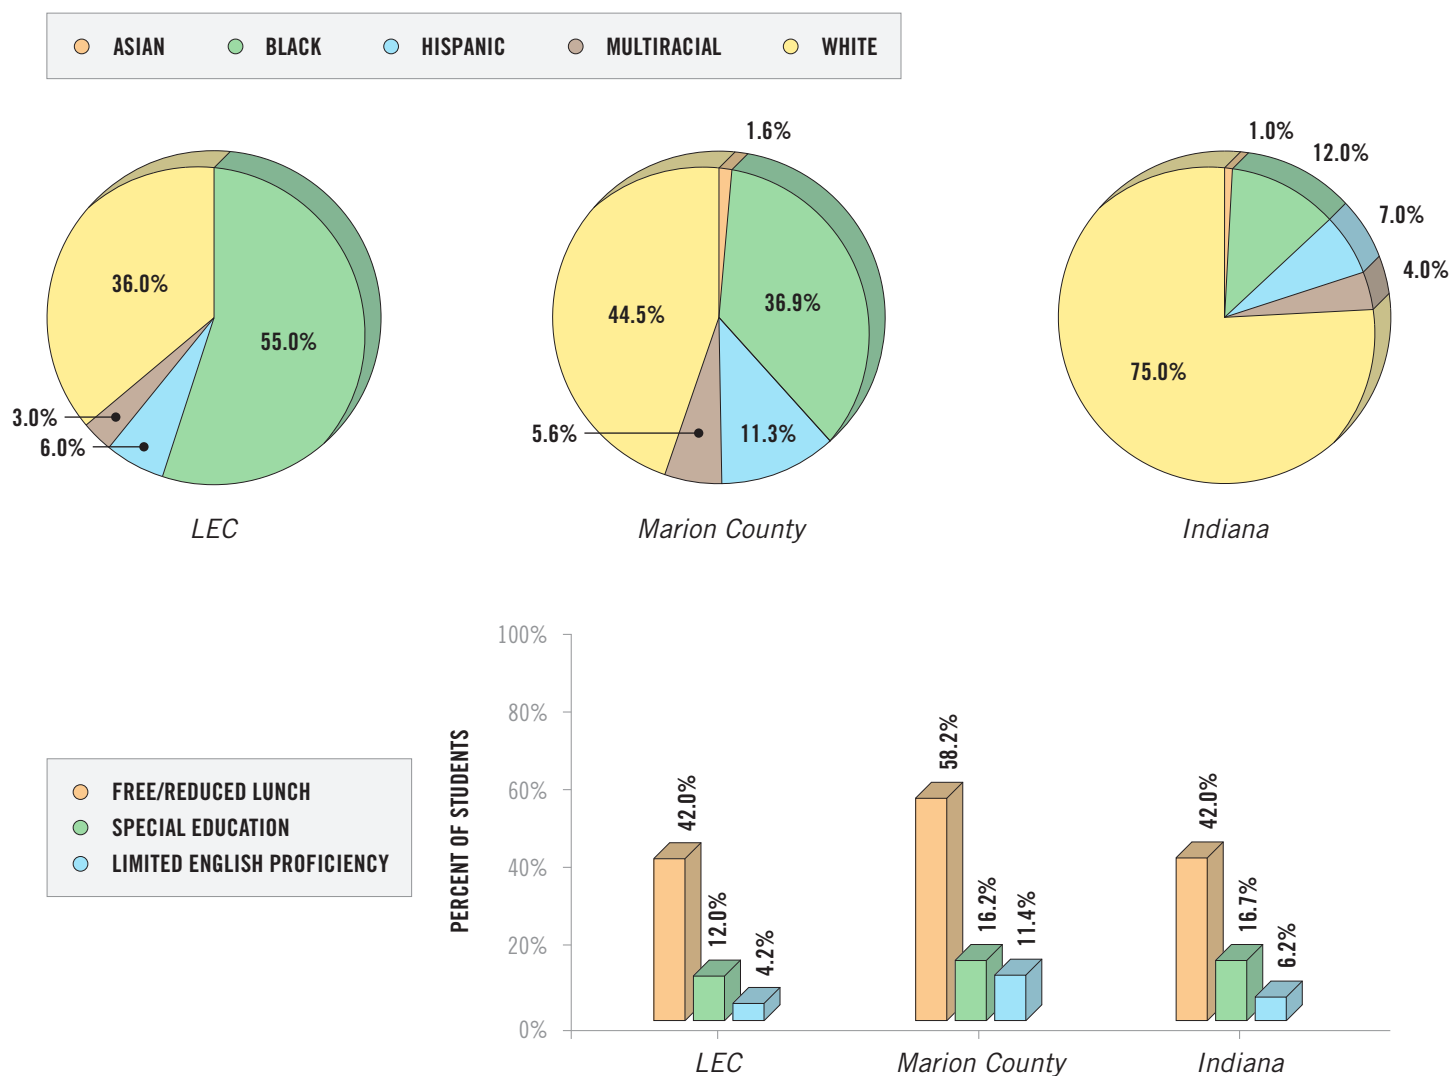 ASIAN BLACK HISPANIC MULTIRACIAL WHITE
36.0%
55.0%
3.0%
6.0%
LEC
1.6%
44.5%
36.9%
5.6%
11.3%
Marion County
1.0%
12.0%
7.0%
4.0%
75.0%
Indiana
FREE/REDUCED LUNCH
SPECIAL EDUCATION
LIMITED ENGLISH PROFICIENCY
PERCENT OF STUDENTS
100%
80%
60%
40%
20%
0%
42.0%
12.0%
4.2%
58.2%
16.2%
11.4%
42.0%
16.7%
6.2%
LEC
Marion County
Indiana